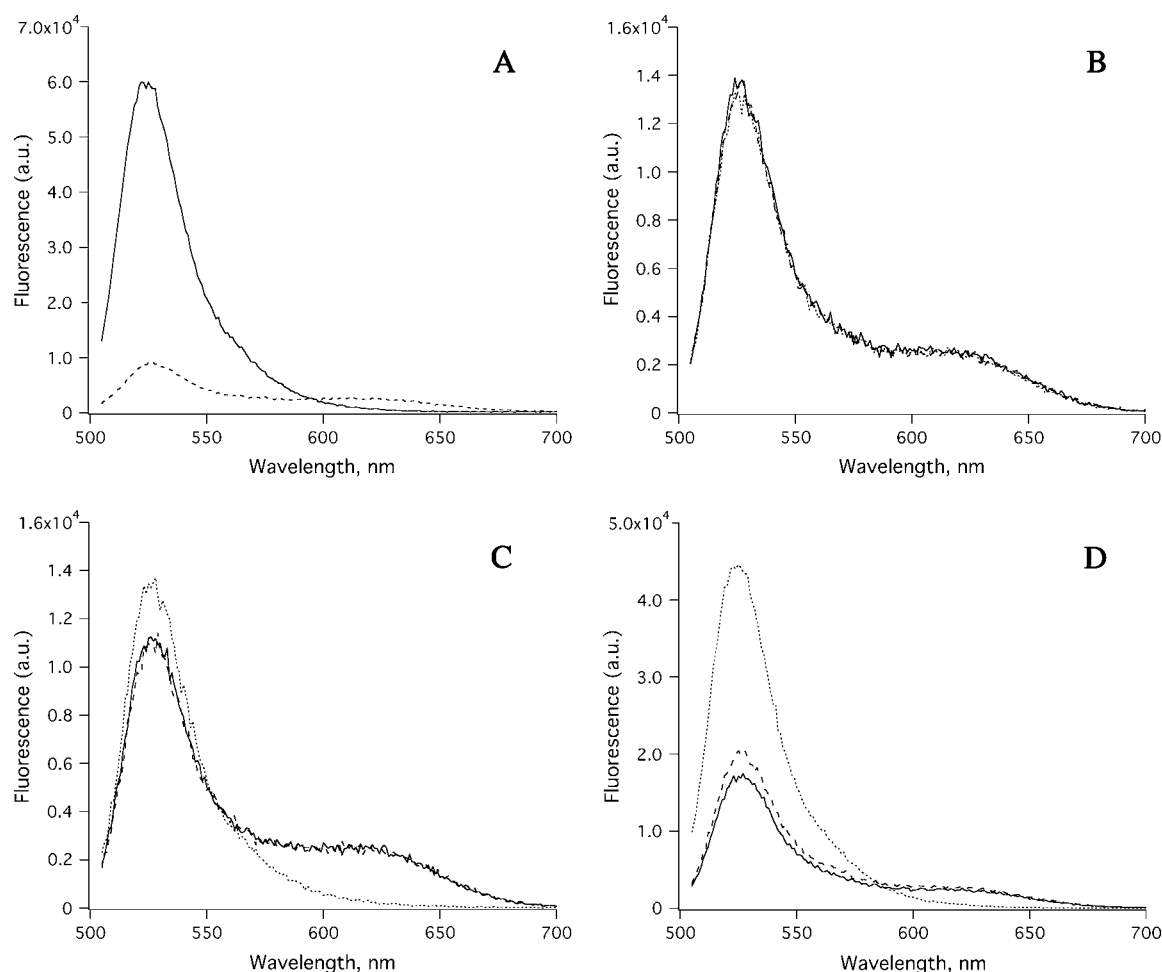 7.0x10⁴
6.0
5.0
4.0
3.0
2.0
1.0
0
Fluorescence (a.u.)
500 550 600 650 700
Wavelength, nm
A
1.6x10⁴
1.4
1.2
1.0
0.8
0.6
0.4
0.2
0
Fluorescence (a.u.)
500 550 600 650 700
Wavelength, nm
B
1.6x10⁴
1.4
1.2
1.0
0.8
0.6
0.4
0.2
0
Fluorescence (a.u.)
500 550 600 650 700
Wavelength, nm
C
5.0x10⁴
4.0
3.0
2.0
1.0
0
Fluorescence (a.u.)
500 550 600 650 700
Wavelength, nm
D